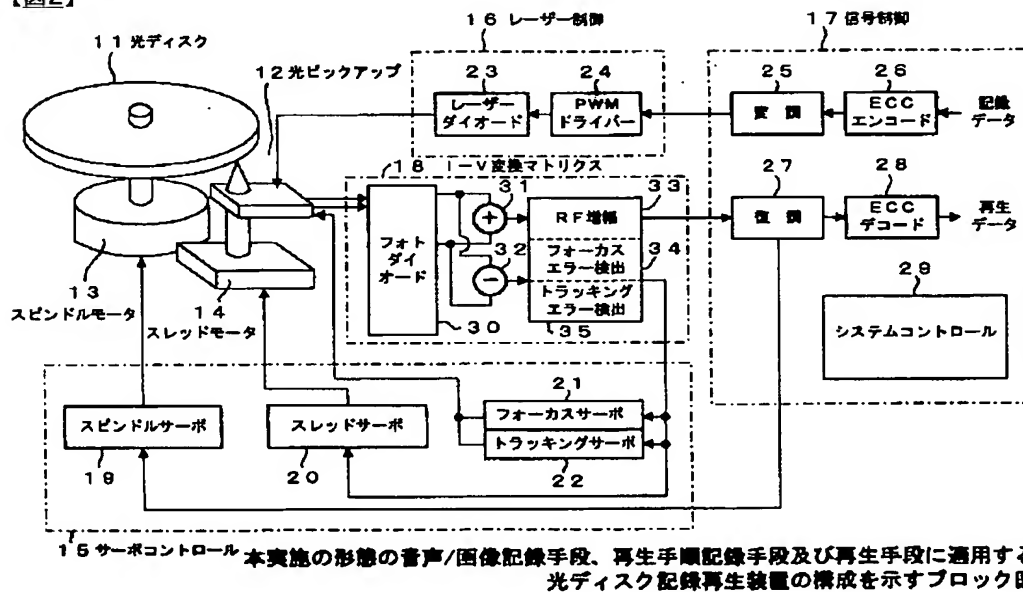 【図2】
16 レーザー制御
17 信号制御
11光ディスク
12光ピックアップ
23
レーザー
ダイオード
24
PWM
ドライバー
25
変調
26
ECC
エンコード
記録
データ
18
I−V変換マトリクス
27
復調
28
ECC
デコード
再生
データ
フォト
ダイ
オード
30
31
+
32
−
33
RF増幅
34
フォーカス
エラー検出
トラッキング
エラー検出
35
29
システムコントロール
13
スピンドルモータ
14
スレッドモータ
スピンドルサーボ
19
スレッドサーボ
20
21
フォーカスサーボ
トラッキングサーボ
22
15 サーボコントロール
本実施の形態の音声/画像記録手段、再生手順記録手段及び再生手段に適用する
光ディスク記録再生装置の構成を示すブロック図